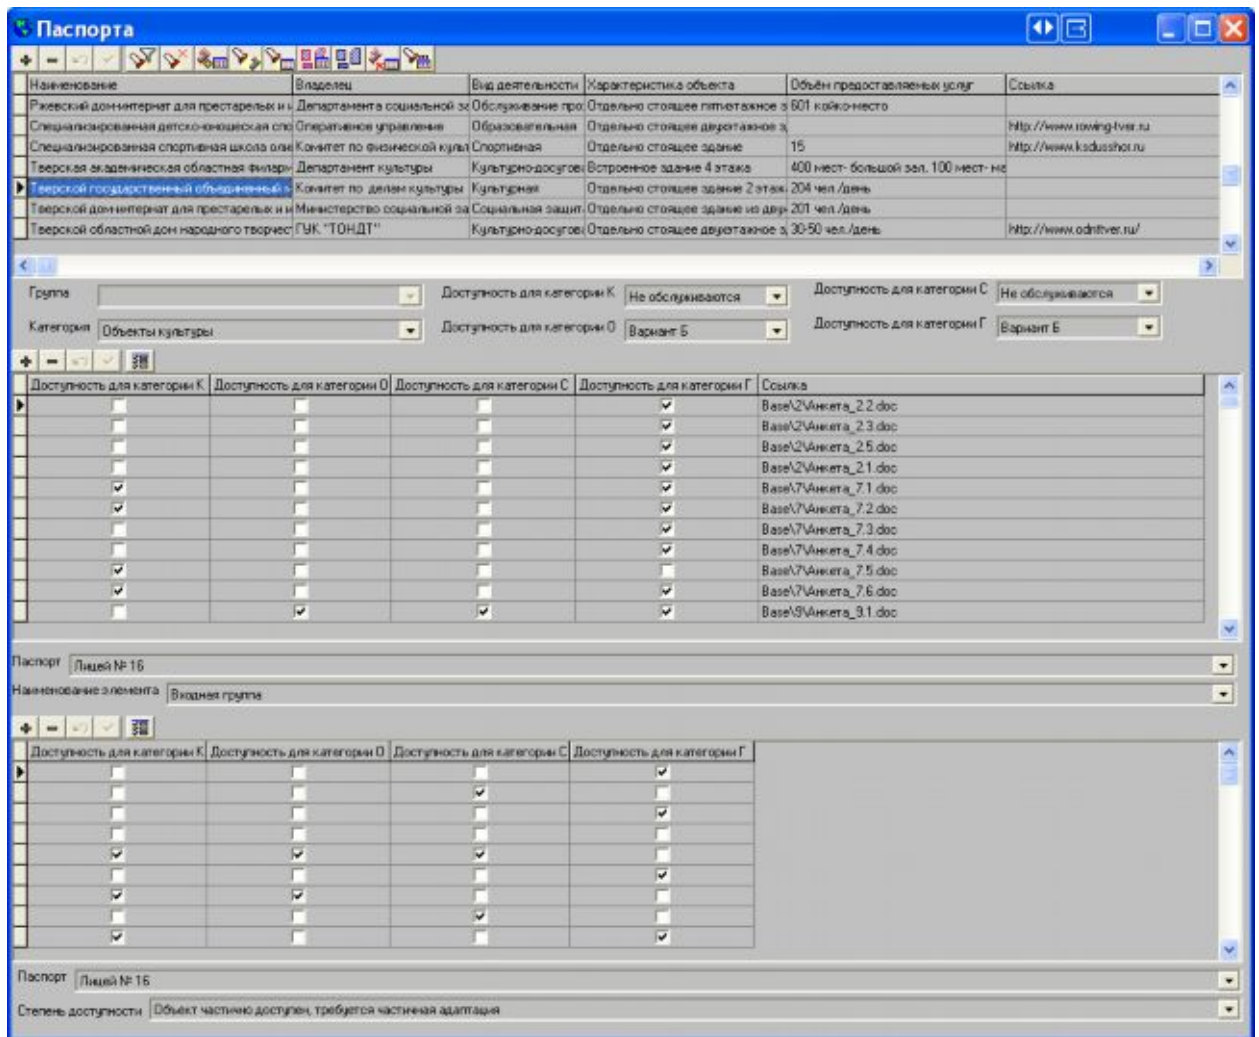 Паспорта
Наименование Владелец Вид деятельности Характеристика объекта Объём предоставляемых услуг Ссылка
Ржевский дом-интернат для престарелых и и Департамента социальной за Обслуживание про Отдельно стоящее пятиэтажное з 601 койко-место
Специализированная детско-юношеская спо Оперативное управление Образовательная Отдельно стоящее двухэтажное з, http://www.rowing-tver.ru
Специализированная спортивная школа оли Комитет по физической культ Спортивная Отдельно стоящее здание 15 http://www.ksdusshor.ru
Тверская академическая областная филарм Департамент культуры Культурно-досугов Встроенное здание 4 этажа 400 мест- большой зал, 100 мест- ма
Тверской государственный объединенный м Комитет по делам культуры Культурная Отдельно стоящее здание 2 этаж 204 чел./день
Тверской дом-интернат для престарелых и и Министерство социальной за Социальная защит Отдельно стоящее здание из дву 201 чел./день
Тверской областной дом народного творчест ГУК "ТОНДТ" Культурно-досугов Отдельно стоящее двухэтажное з, 30-50 чел./день http://www.odnttver.ru/
Группа Доступность для категории К Не обслуживаются Доступность для категории С Не обслуживаются
Категория Объекты культуры Доступность для категории О Вариант Б Доступность для категории Г Вариант Б
Доступность для категории К Доступность для категории О Доступность для категории С Доступность для категории Г Ссылка
Base\2\Анкета_2.2.doc
Base\2\Анкета_2.3.doc
Base\2\Анкета_2.5.doc
Base\2\Анкета_2.1.doc
Base\7\Анкета_7.1.doc
Base\7\Анкета_7.2.doc
Base\7\Анкета_7.3.doc
Base\7\Анкета_7.4.doc
Base\7\Анкета_7.5.doc
Base\7\Анкета_7.6.doc
Base\9\Анкета_9.1.doc
Паспорт Лицей № 16
Наименование элемента Входная группа
Доступность для категории К Доступность для категории О Доступность для категории С Доступность для категории Г
Паспорт Лицей № 16
Степень доступности Объект частично доступен, требуется частичная адаптация